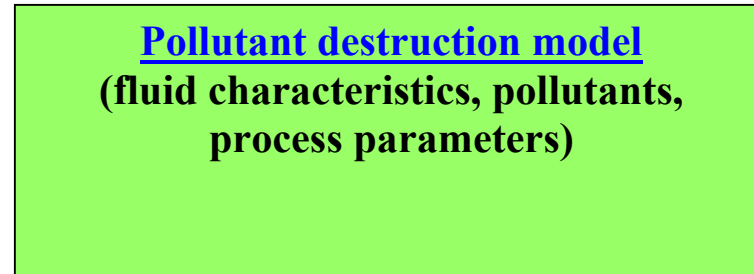 Pollutant destruction model
(fluid characteristics, pollutants,
process parameters)